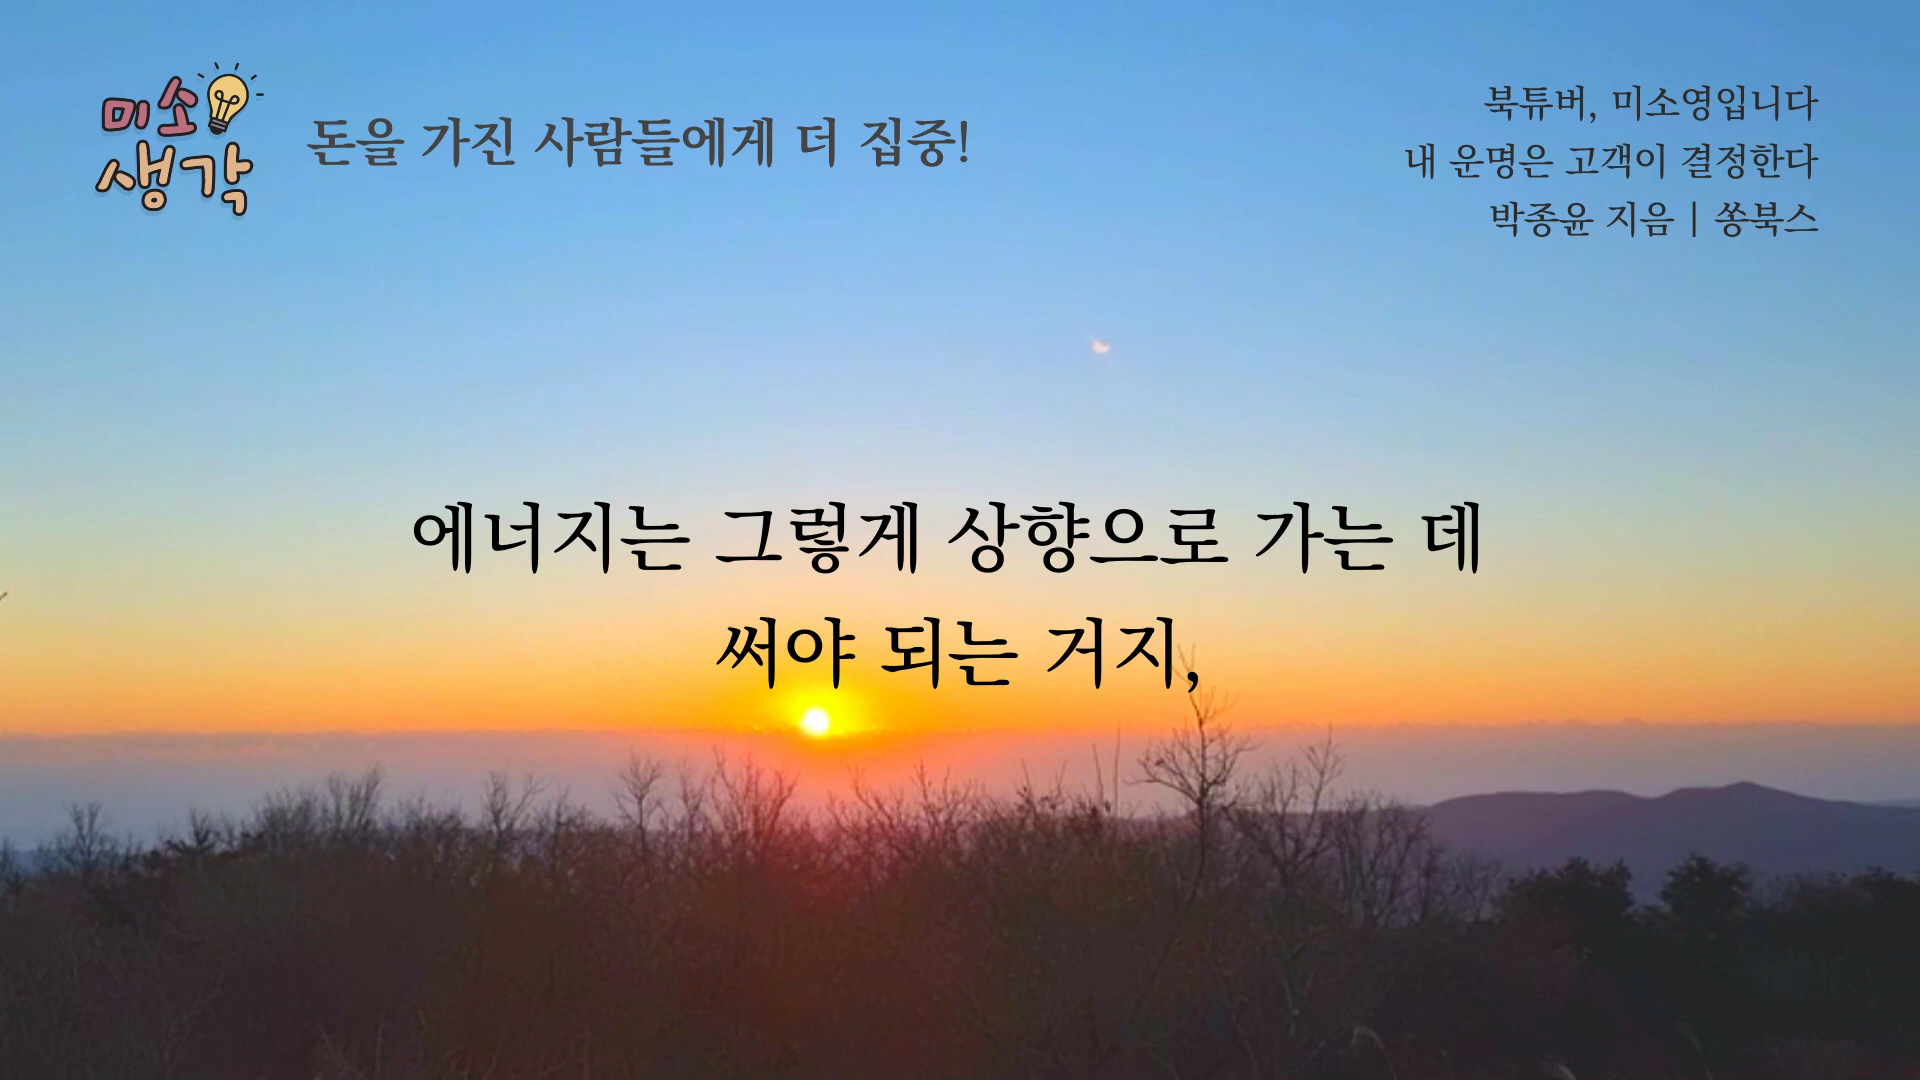 미소
생각
돈을 가진 사람들에게 더 집중!
북튜버, 미소영입니다
내 운명은 고객이 결정한다
박종윤 지음 | 쏭북스
에너지는 그렇게 상향으로 가는 데
써야 되는 거지,